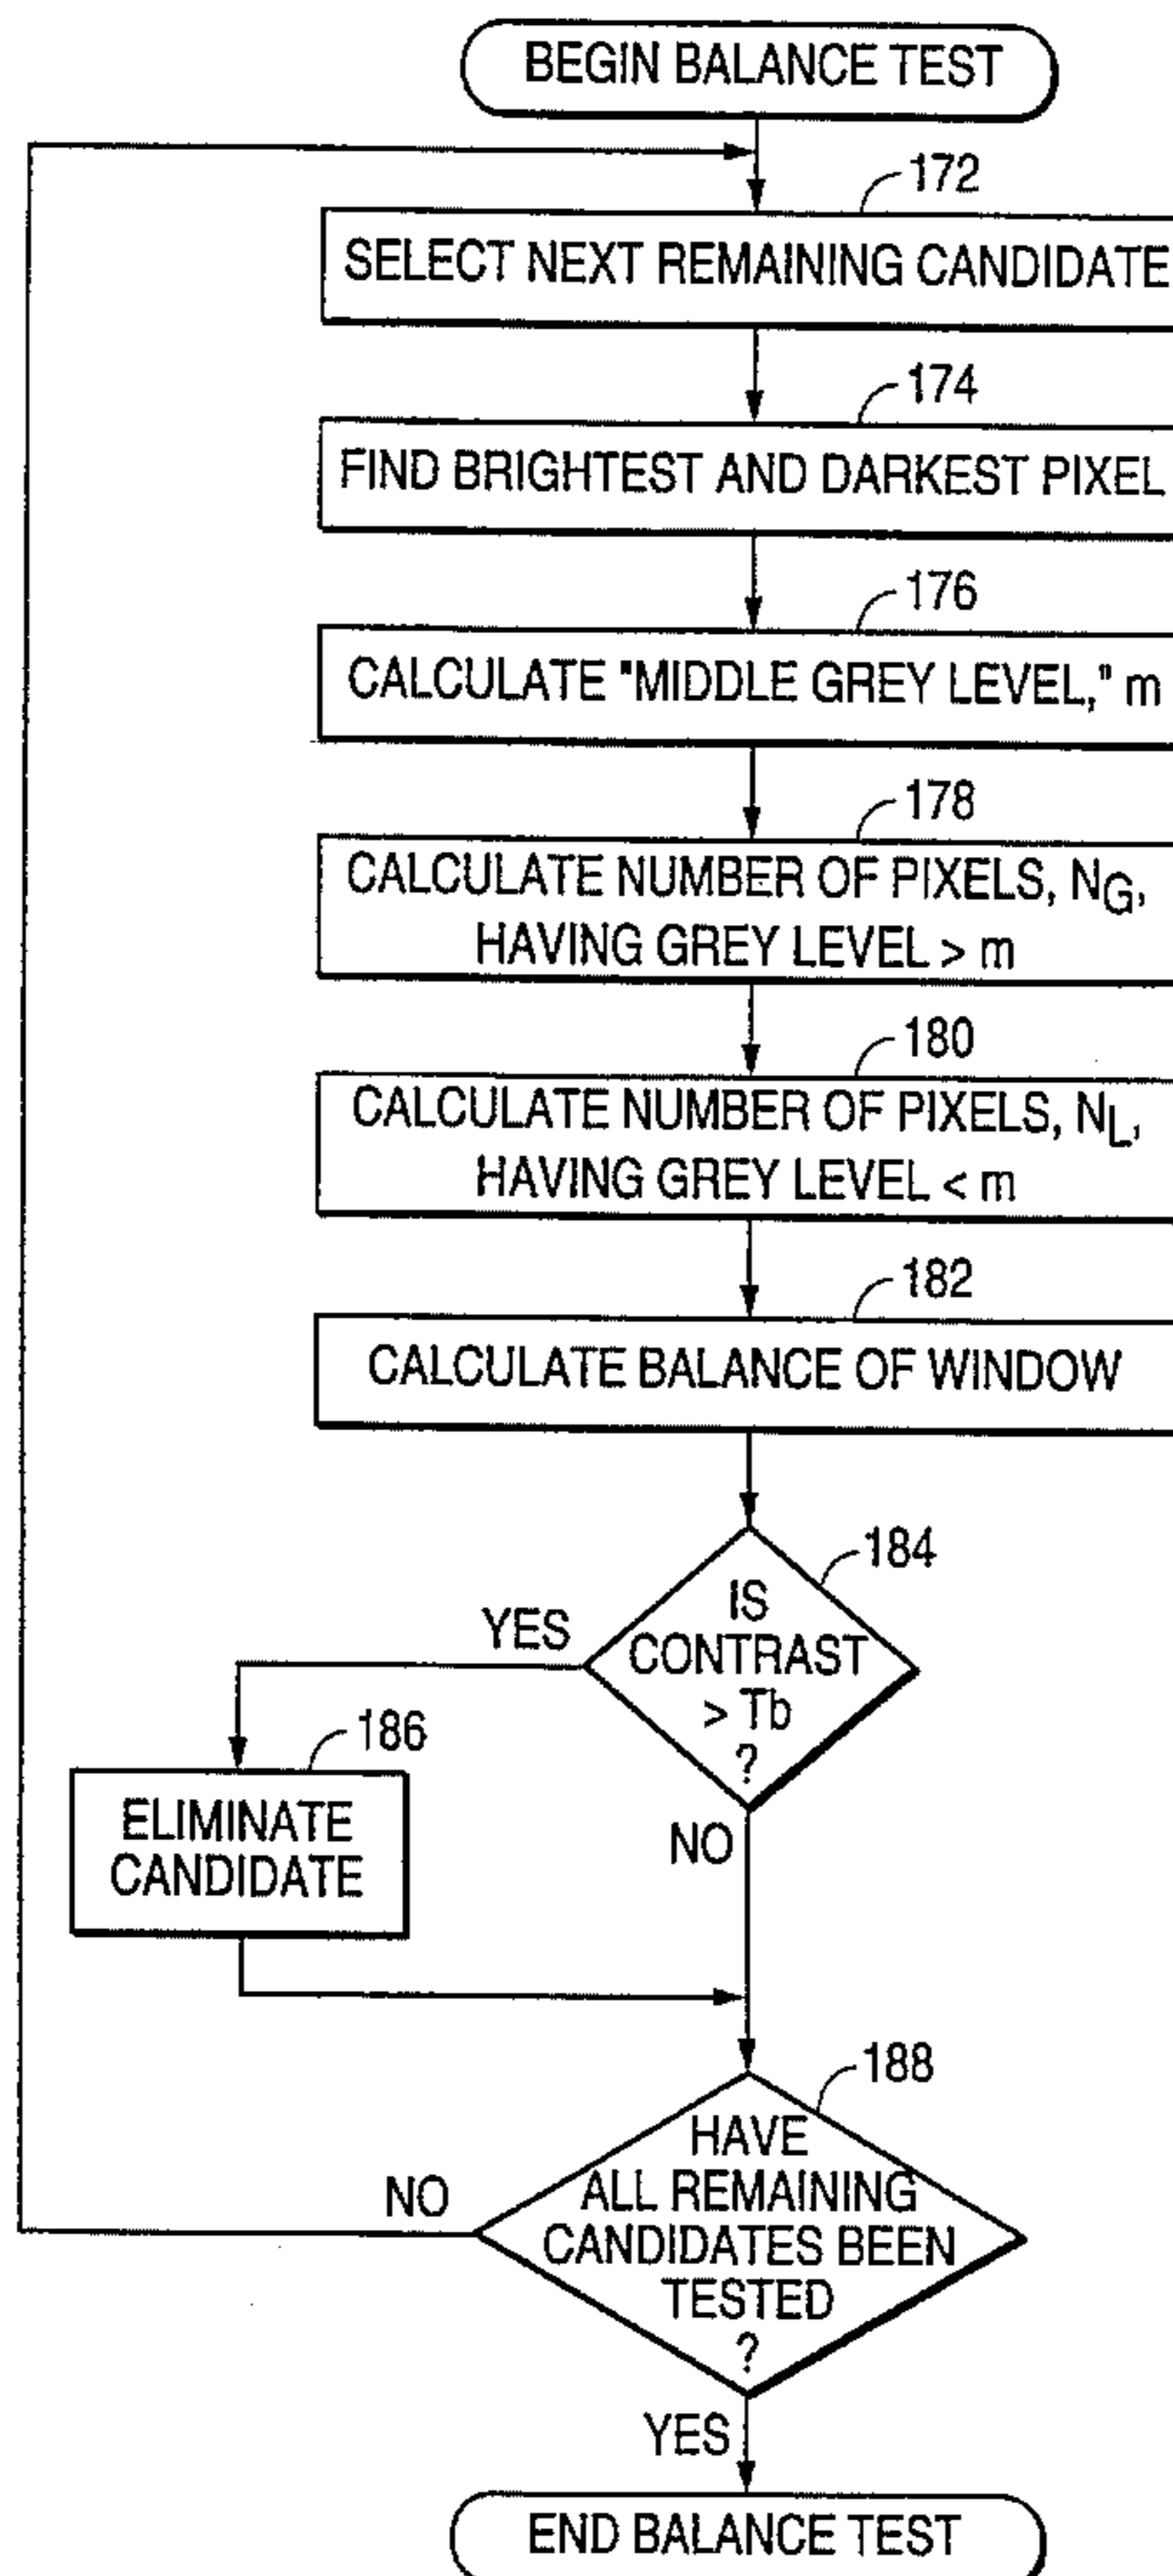 BEGIN BALANCE TEST
172
SELECT NEXT REMAINING CANDIDATE
174
FIND BRIGHTEST AND DARKEST PIXEL
176
CALCULATE "MIDDLE GREY LEVEL," m
178
CALCULATE NUMBER OF PIXELS, NG,
HAVING GREY LEVEL > m
180
CALCULATE NUMBER OF PIXELS, NL,
HAVING GREY LEVEL < m
182
CALCULATE BALANCE OF WINDOW
184
IS
CONTRAST
> Tb
?
YES
NO
186
ELIMINATE
CANDIDATE
188
HAVE
ALL REMAINING
CANDIDATES BEEN
TESTED
?
NO
YES
END BALANCE TEST